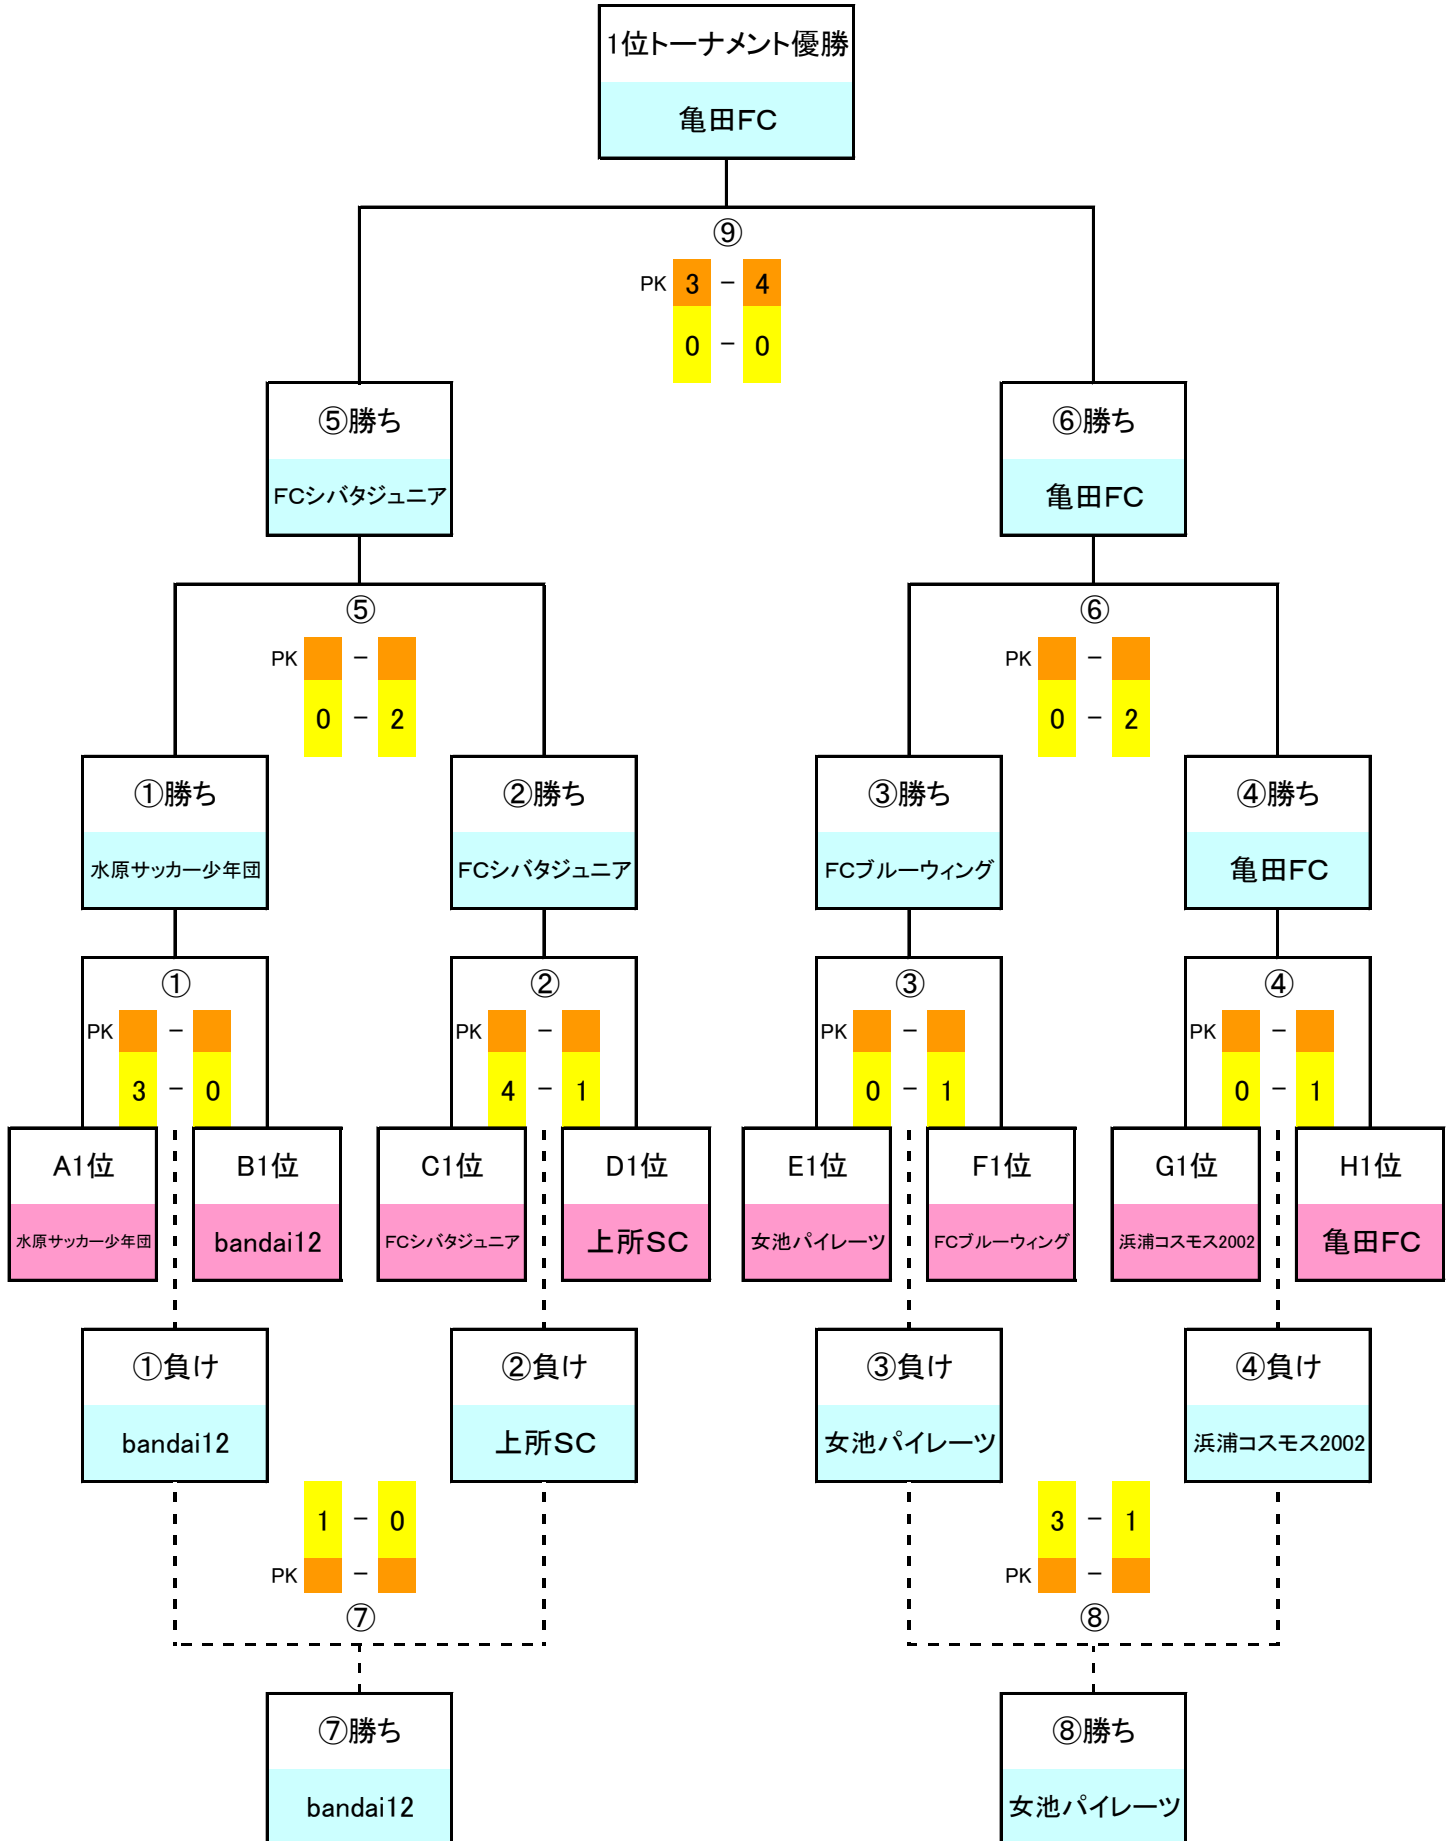 1位トーナメント優勝
亀田FC
⑨
PK 3 - 4
0 - 0
⑤勝ち ⑥勝ち
FCシバタジュニア 亀田FC
⑤ ⑥
PK - PK -
0 - 2 0 - 2
①勝ち ②勝ち ③勝ち ④勝ち
水原サッカー少年団 FCシバタジュニア FCブルーウィング 亀田FC
① ② ③ ④
PK - PK - PK - PK -
3 - 0 4 - 1 0 - 1 0 - 1
A1位 B1位 C1位 D1位 E1位 F1位 G1位 H1位
水原サッカー少年団 bandai12 FCシバタジュニア 上所SC 女池パイレーツ FCブルーウィング 浜浦コスモス2002 亀田FC
①負け ②負け ③負け ④負け
bandai12 上所SC 女池パイレーツ 浜浦コスモス2002
1 - 0 3 - 1
PK - PK -
⑦ ⑧
⑦勝ち ⑧勝ち
bandai12 女池パイレーツ